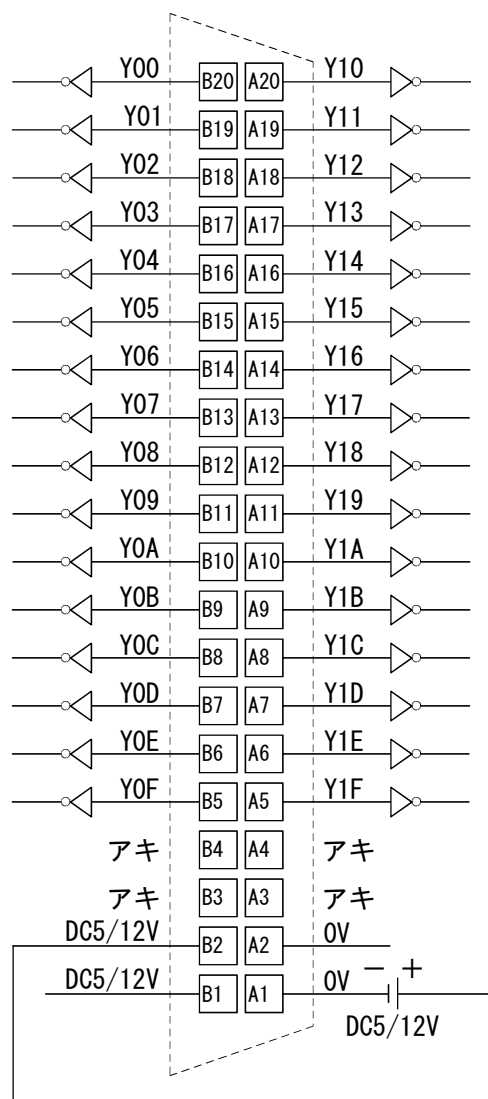 Y00 B20 A20 Y10
Y01 B19 A19 Y11
Y02 B18 A18 Y12
Y03 B17 A17 Y13
Y04 B16 A16 Y14
Y05 B15 A15 Y15
Y06 B14 A14 Y16
Y07 B13 A13 Y17
Y08 B12 A12 Y18
Y09 B11 A11 Y19
Y0A B10 A10 Y1A
Y0B B9 A9 Y1B
Y0C B8 A8 Y1C
Y0D B7 A7 Y1D
Y0E B6 A6 Y1E
Y0F B5 A5 Y1F
アキ B4 A4 アキ
アキ B3 A3 アキ
DC5/12V B2 A2 0V
DC5/12V B1 A1 0V − +
DC5/12V